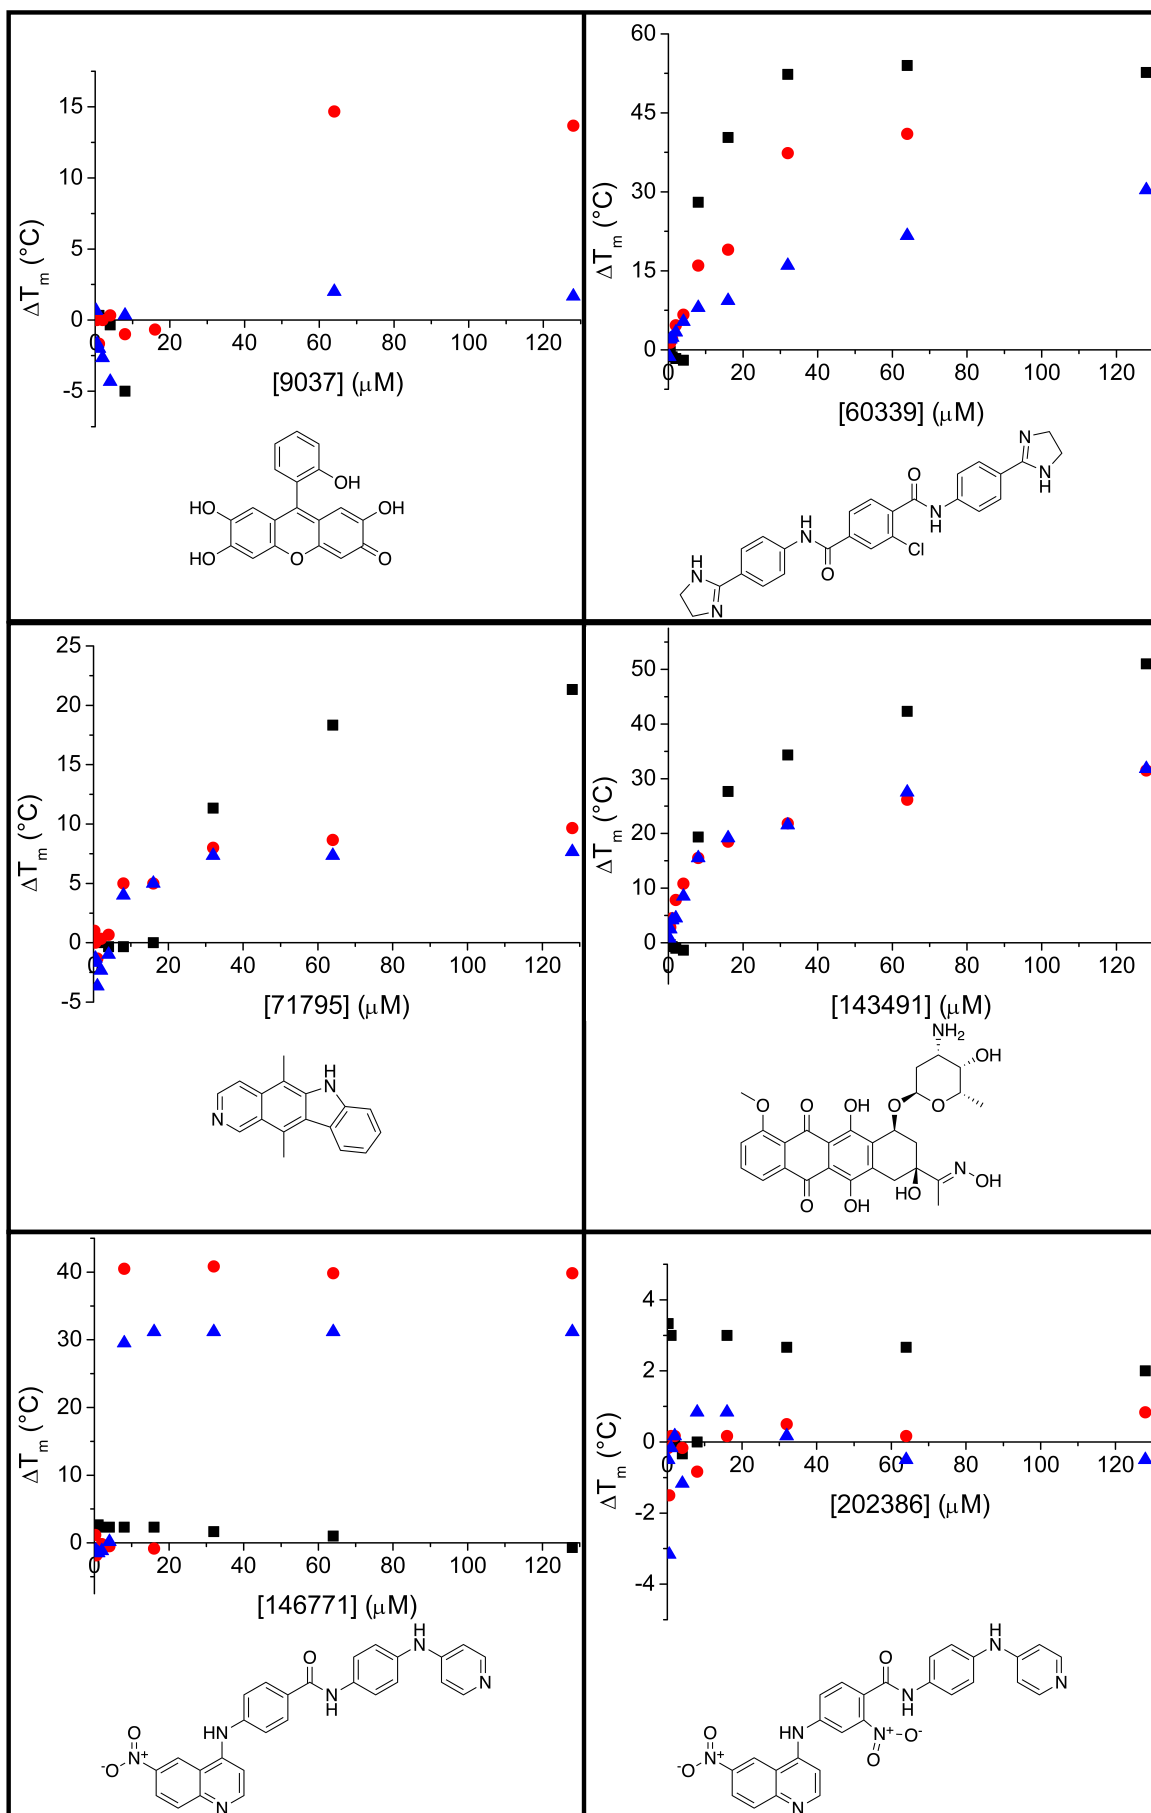 15
10
5
0
-5
ΔTm (°C)
0 20 40 60 80 100 120
[9037] (μM)
OH
HO
OH
HO
O
O
60
45
30
15
0
ΔTm (°C)
0 20 40 60 80 100 120
[60339] (μM)
N
N
H
O
N
H
H
N
Cl
O
H
N
N
25
20
15
10
5
0
-5
ΔTm (°C)
0 20 40 60 80 100 120
[71795] (μM)
H
N
N
50
40
30
20
10
0
ΔTm (°C)
0 20 40 60 80 100 120
[143491] (μM)
NH2
OH
O
O
O
O
OH
N
OH
HO
O
OH
40
30
20
10
0
ΔTm (°C)
0 20 40 60 80 100 120
[146771] (μM)
H
N
O
N
H
N
HN
O
N+
-O
N
4
2
0
-2
-4
ΔTm (°C)
0 20 40 60 80 100 120
[202386] (μM)
H
N
O
N
H
N
HN
N+-O-
O
O
N+
-O
N